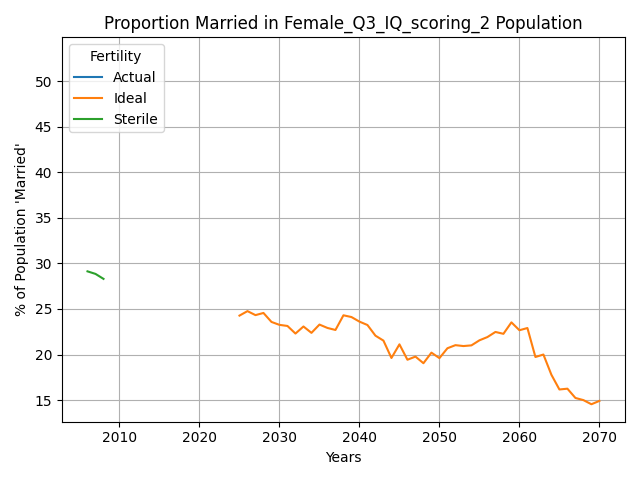 Proportion Married in Female_Q3_IQ_scoring_2 Population
Fertility
Actual
Ideal
Sterile
50
45
40
35
30
25
20
15
% of Population 'Married'
2010 2020 2030 2040 2050 2060 2070
Years